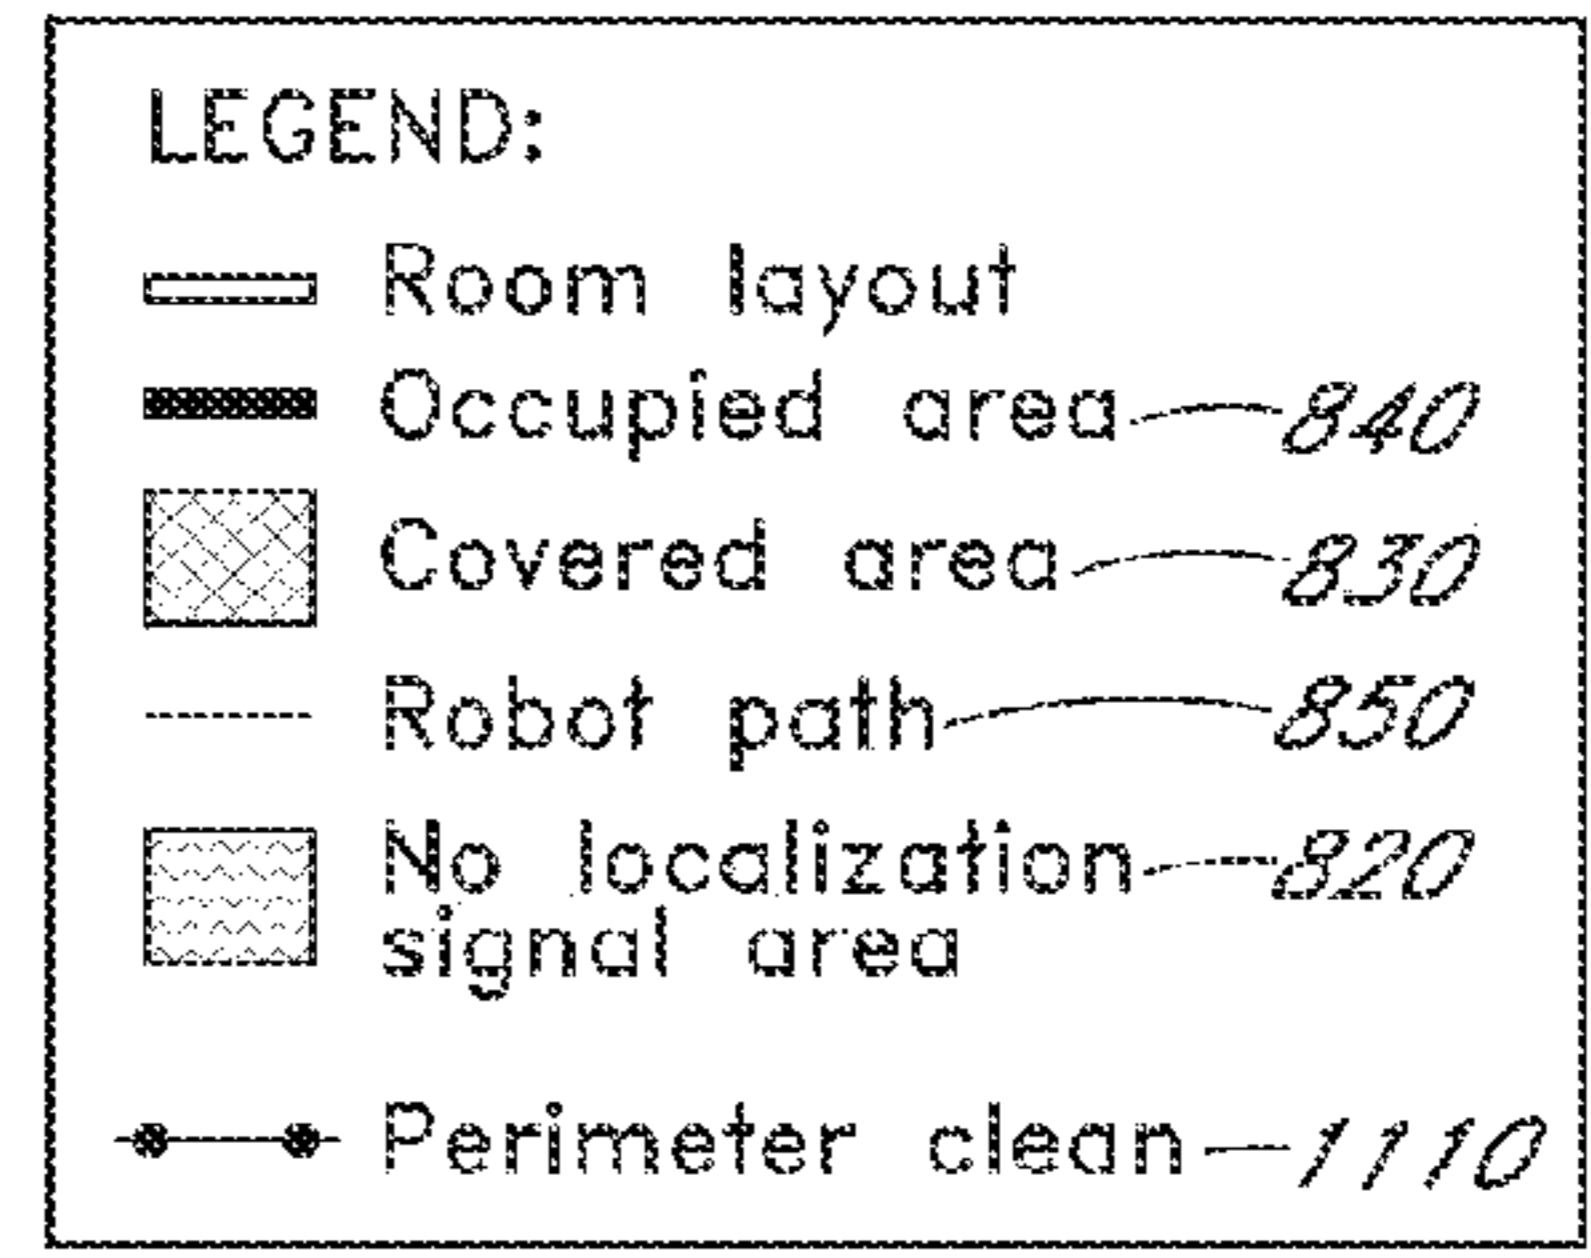 LEGEND:
Room layout
Occupied area 840
Covered area 830
Robot path 850
No localization 820
signal area
Perimeter clean 1110